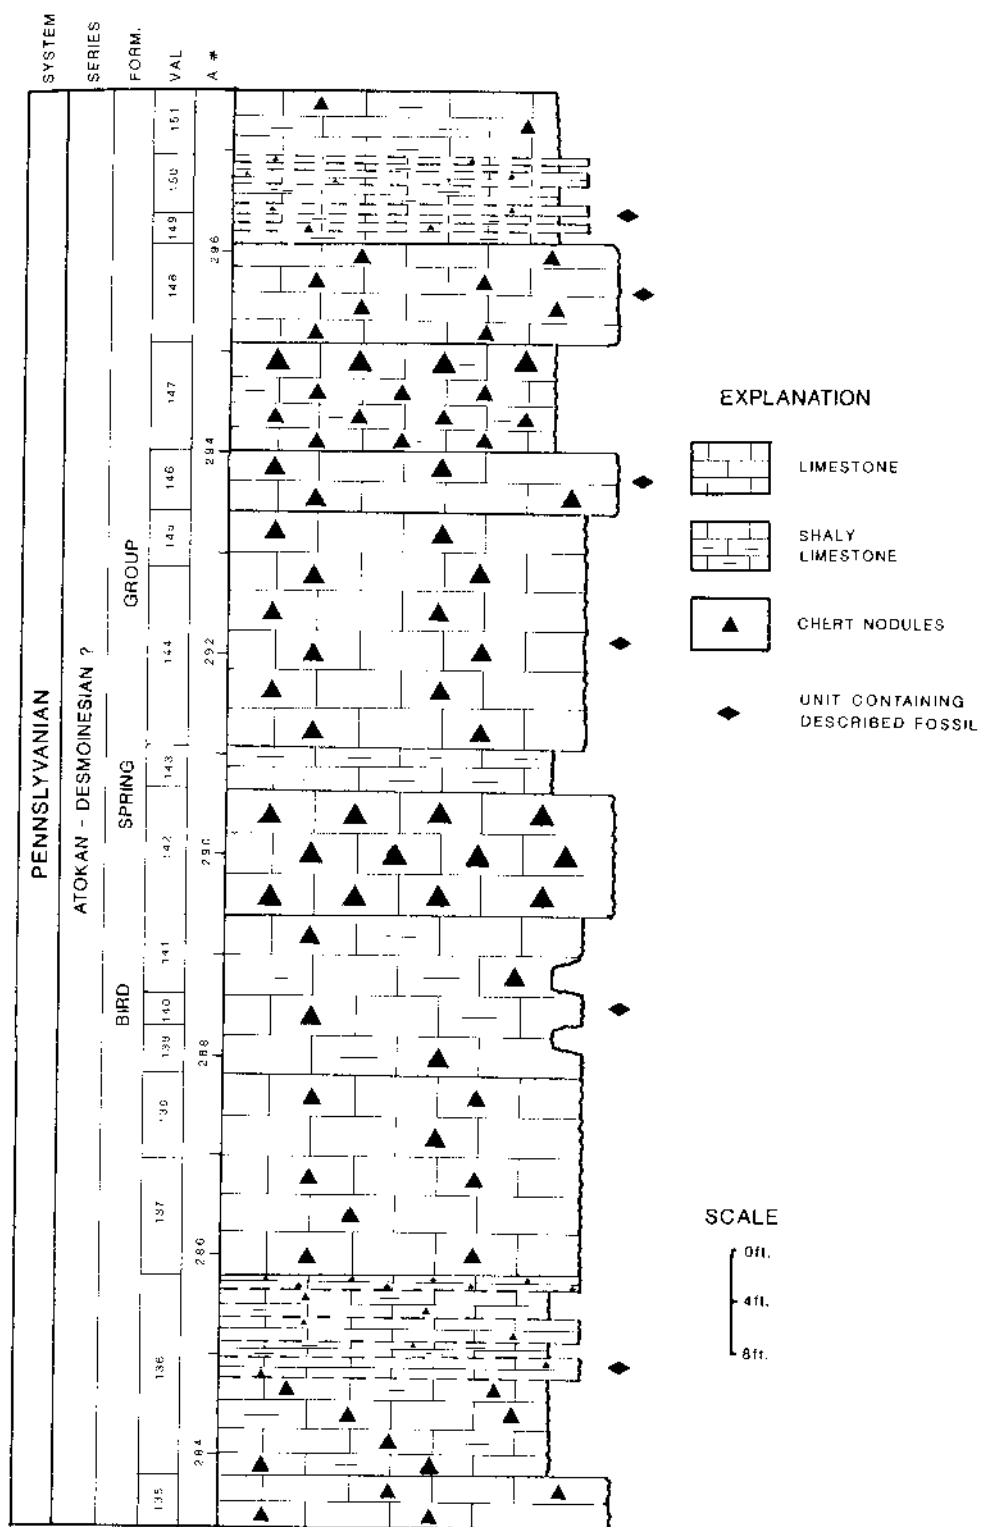 SYSTEM
SERIES
FORM.
VAL
A #
PENNSLYVANIAN
ATOKAN - DESMOINESIAN ?
BIRD SPRING GROUP
151
150
149
148
147
146
145
144
143
142
141
140
139
136
137
136
135
296
294
292
290
288
286
284
EXPLANATION
LIMESTONE
SHALY
LIMESTONE
CHERT NODULES
UNIT CONTAINING
DESCRIBED FOSSIL
SCALE
0ft.
4ft.
8ft.